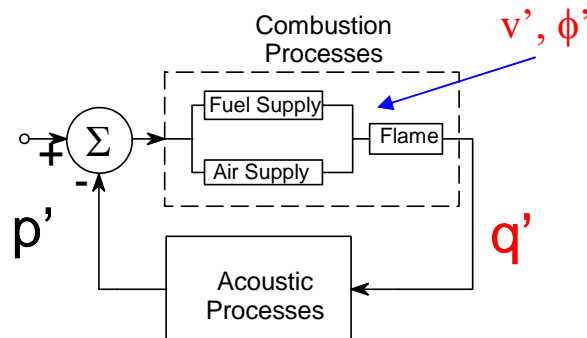 Combustion
Processes
v’, ϕ’
Fuel Supply
Flame
Air Supply
Σ
+
-
p’
q’
Acoustic
Processes